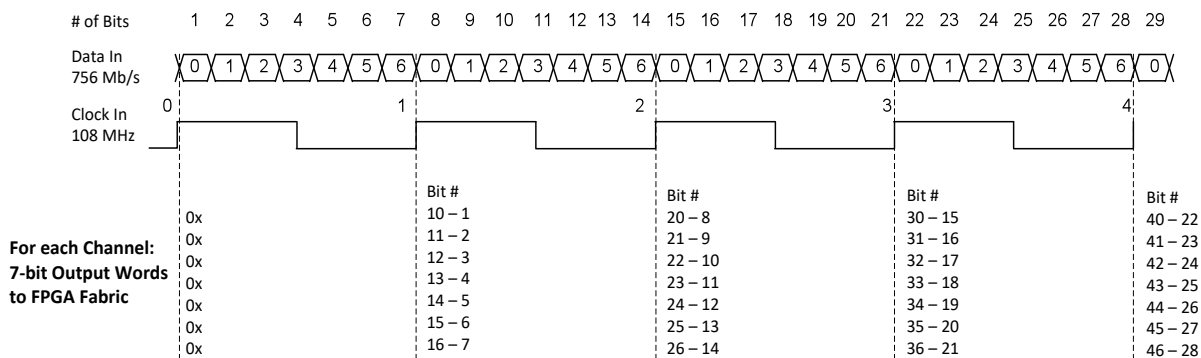 # of Bits 1 2 3 4 5 6 7 8 9 10 11 12 13 14 15 16 17 18 19 20 21 22 23 24 25 26 27 28 29
Data In
756 Mb/s
0 1 2 3 4 5 6 0 1 2 3 4 5 6 0 1 2 3 4 5 6 0 1 2 3 4 5 6 0
0 1 2 3 4
Clock In
108 MHz
Bit # Bit # Bit # Bit #
0x 10 – 1 20 – 8 30 – 15 40 – 22
0x 11 – 2 21 – 9 31 – 16 41 – 23
0x 12 – 3 22 – 10 32 – 17 42 – 24
0x 13 – 4 23 – 11 33 – 18 43 – 25
0x 14 – 5 24 – 12 34 – 19 44 – 26
0x 15 – 6 25 – 13 35 – 20 45 – 27
0x 16 – 7 26 – 14 36 – 21 46 – 28
For each Channel:
7-bit Output Words
to FPGA Fabric